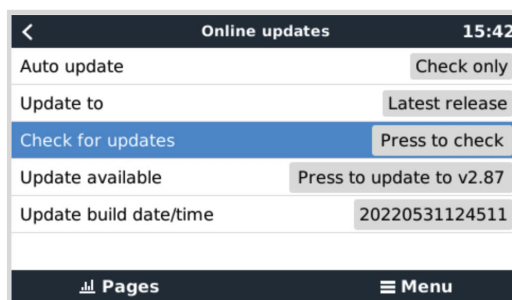 Online updates 15:42
Auto update Check only
Update to Latest release
Check for updates Press to check
Update available Press to update to v2.87
Update build date/time 20220531124511
Pages Menu